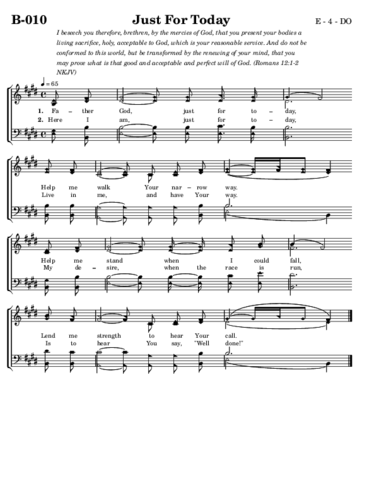 B-010 Just For Today E - 4 - DO
I beseech you therefore, brethren, by the mercies of God, that you present your bodies a
living sacrifice, holy, acceptable to God, which is your reasonable service. And do not be
conformed to this world, but be transformed by the renewing of your mind, that you
may prove what is that good and acceptable and perfect will of God. (Romans 12:1-2
NKJV)
= 65
1. Fa - ther God, just for to - day,
2. Here I am, just for to - day,
Help me walk Your nar - row way.
Live in me, and have Your way.
Help me stand when I could fall,
My de - sire, when the race is run,
Lend me strength to hear Your call.
Is to hear You say, "Well done!"